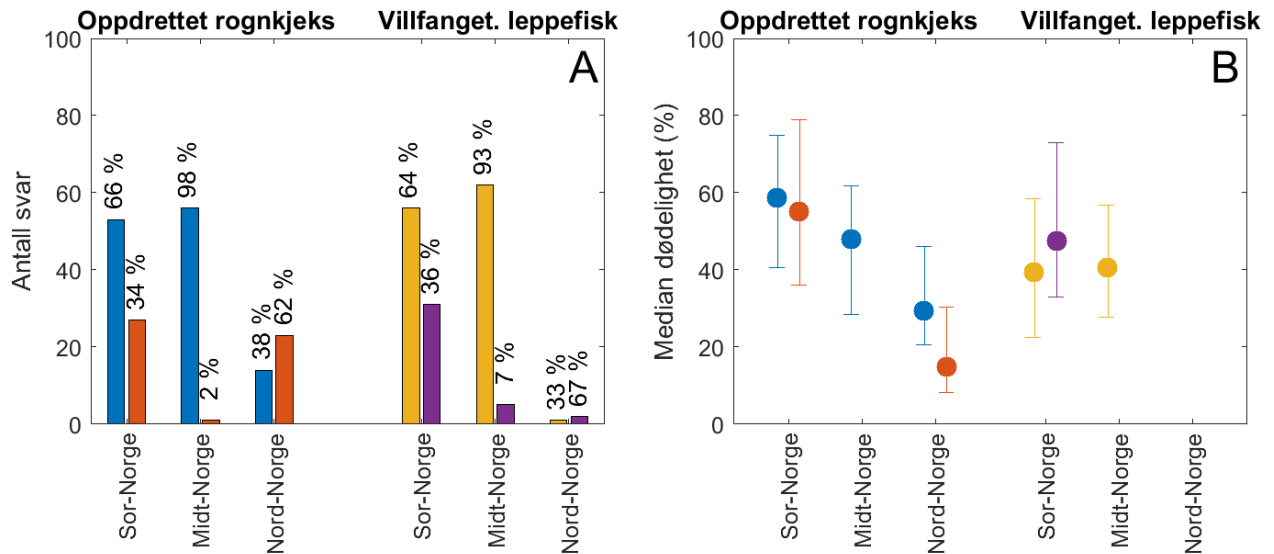 Oppdrettet rognkjeks
Villfanget. leppefisk
A
Antall svar
100
80
60
40
20
0
66 %
34 %
98 %
2 %
38 %
62 %
64 %
36 %
93 %
7 %
33 %
67 %
Sor-Norge
Midt-Norge
Nord-Norge
Sor-Norge
Midt-Norge
Nord-Norge
Oppdrettet rognkjeks
Villfanget. leppefisk
B
Median dødelighet (%)
100
80
60
40
20
0
Sor-Norge
Midt-Norge
Nord-Norge
Sor-Norge
Midt-Norge
Nord-Norge